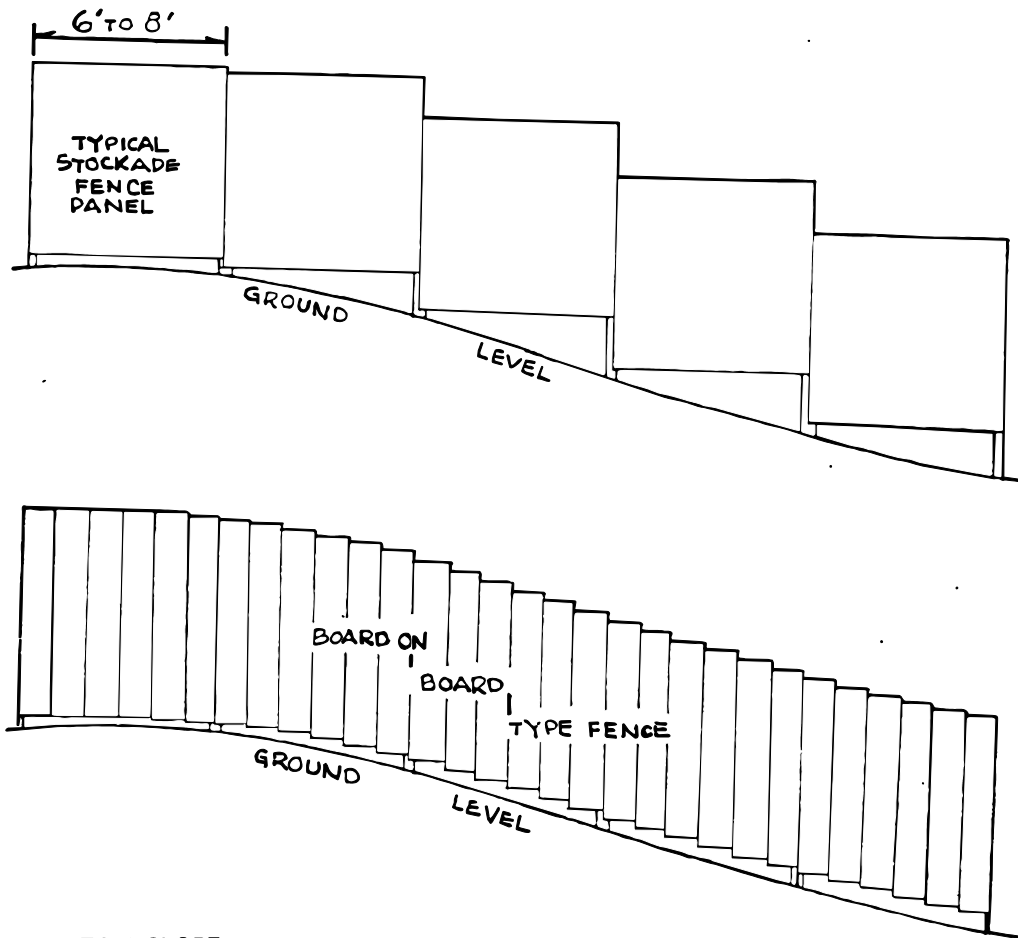 6' TO 8'
TYPICAL
STOCKADE
FENCE
PANEL
GROUND
LEVEL
BOARD ON
BOARD
TYPE FENCE
GROUND
LEVEL